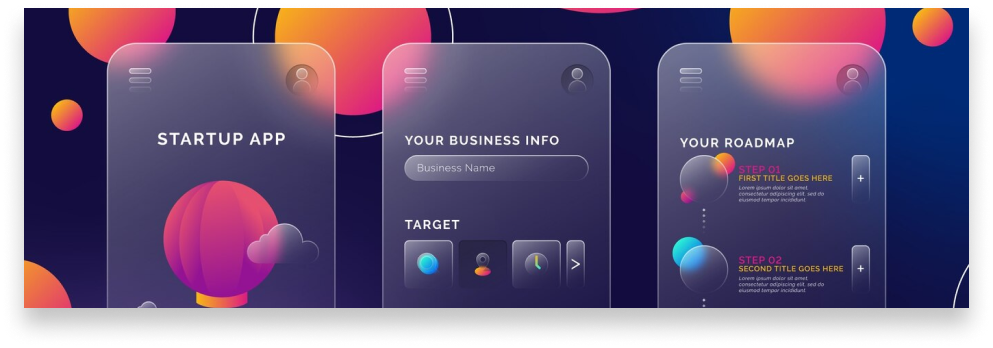 STARTUP APP
YOUR BUSINESS INFO
Business Name
TARGET
>
YOUR ROADMAP
STEP 01
FIRST TITLE GOES HERE
Lorem ipsum dolor sit amet,
consectetur adipiscing elit, sed do
eiusmod tempor incididunt
+
STEP 02
SECOND TITLE GOES HERE
Lorem ipsum dolor sit amet,
consectetur adipiscing elit, sed do
eiusmod tempor incididunt
+